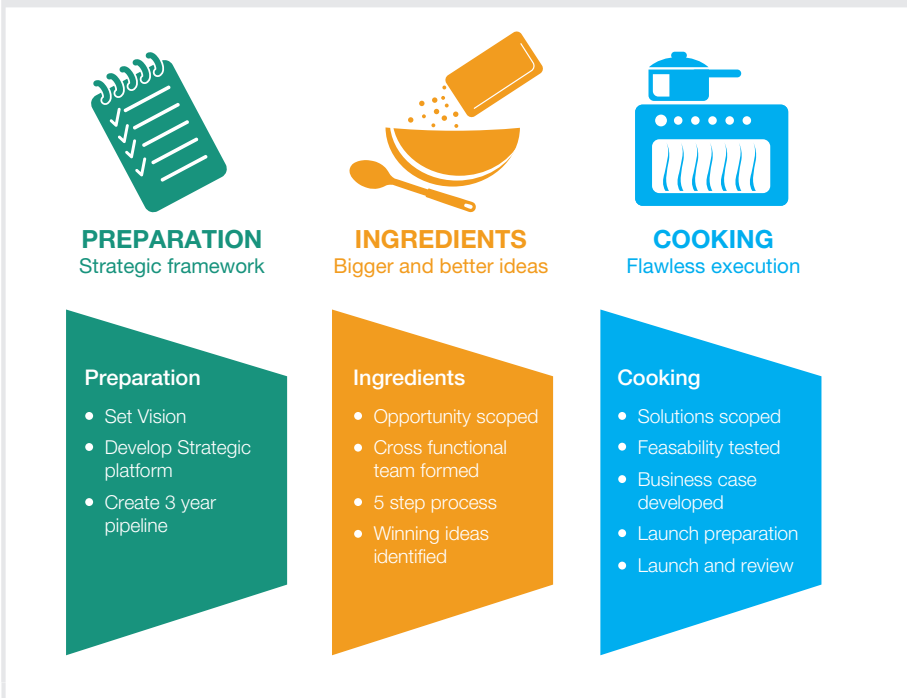 PREPARATION
Strategic framework
INGREDIENTS
Bigger and better ideas
COOKING
Flawless execution
Preparation
• Set Vision
• Develop Strategic
platform
• Create 3 year
pipeline
Ingredients
• Opportunity scoped
• Cross functional
team formed
• 5 step process
• Winning ideas
identified
Cooking
• Solutions scoped
• Feasability tested
• Business case
developed
• Launch preparation
• Launch and review